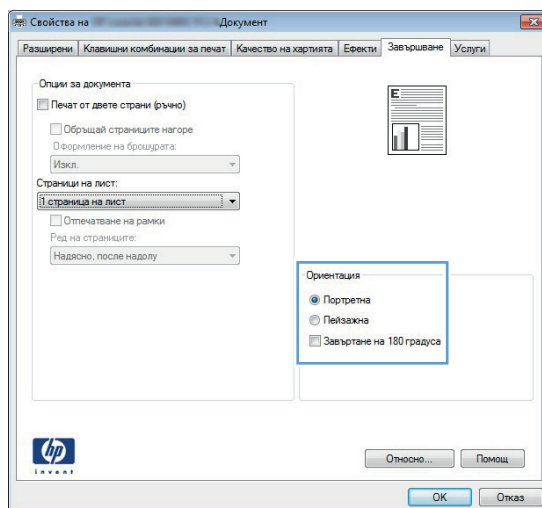 Свойства на Документ
Разширени Клавишни комбинации за печат Качество на хартията Ефекти Завършване Услуги
Опции за документа
Печат от двете страни (ръчно)
Обръщай страниците нагоре
Оформление на брошурата:
Изкл.
Страници на лист:
1 страница на лист
Отпечатване на рамки
Ред на страниците:
Надясно, после надолу
E
Ориентация
Портретна
Пейзажна
Завъртане на 180 градуса
hp
invent
Относно... Помощ
OK Отказ